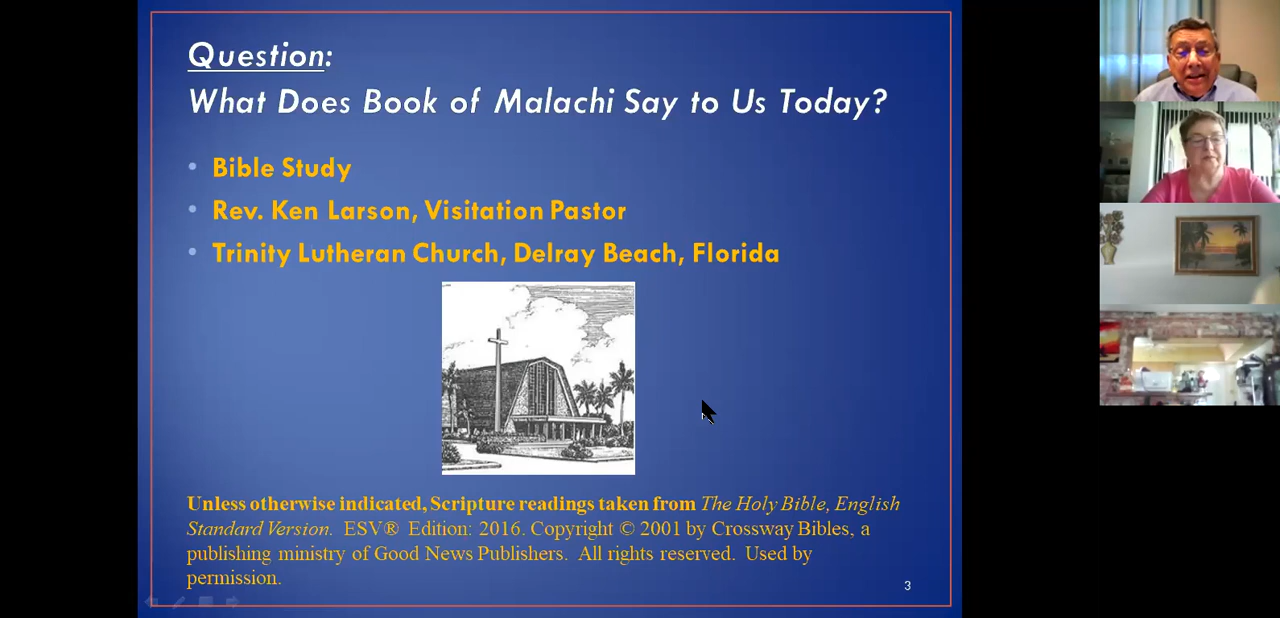 Question:
What Does Book of Malachi Say to Us Today?
• Bible Study
• Rev. Ken Larson, Visitation Pastor
• Trinity Lutheran Church, Delray Beach, Florida
Unless otherwise indicated, Scripture readings taken from The Holy Bible, English
Standard Version. ESV® Edition: 2016. Copyright © 2001 by Crossway Bibles, a
publishing ministry of Good News Publishers. All rights reserved. Used by
permission.
3